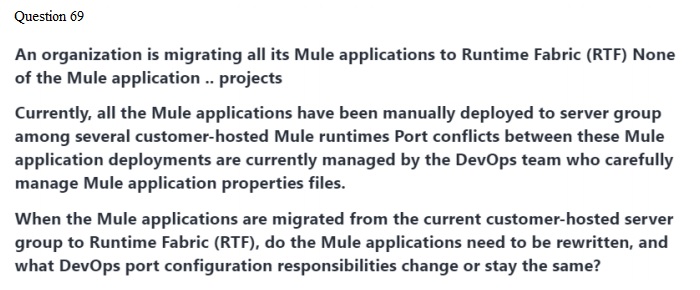 Question 69
An organization is migrating all its Mule applications to Runtime Fabric (RTF) None
of the Mule application .. projects
Currently, all the Mule applications have been manually deployed to server group
among several customer-hosted Mule runtimes Port conflicts between these Mule
application deployments are currently managed by the DevOps team who carefully
manage Mule application properties files.
When the Mule applications are migrated from the current customer-hosted server
group to Runtime Fabric (RTF), do the Mule applications need to be rewritten, and
what DevOps port configuration responsibilities change or stay the same?